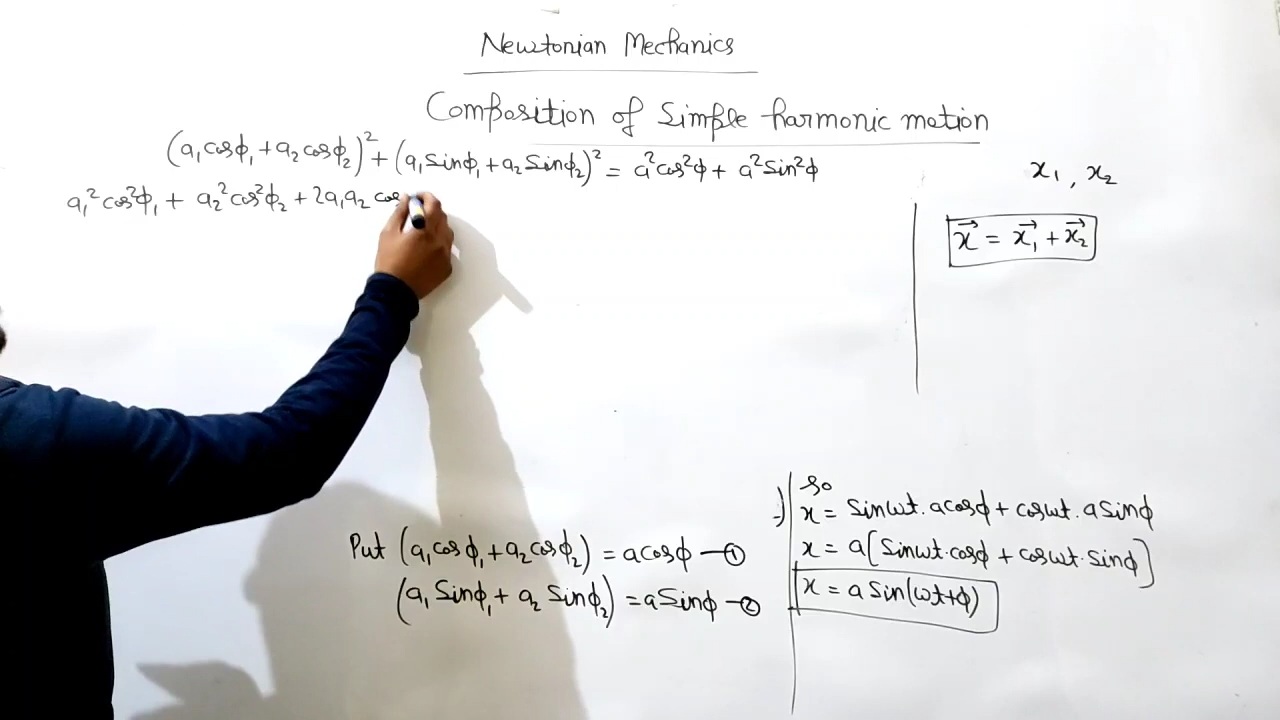 Newtonian Mechanics
Composition of Simple harmonic motion
(a₁cosϕ₁+a₂cosϕ₂)²+(a₁Sinϕ₁+a₂Sinϕ₂)² = a²cos²ϕ+ a²Sin²ϕ
a₁²cos²ϕ₁+ a₂²cos²ϕ₂+2a₁a₂ cos
x₁, x₂
x⃗ = x⃗₁+x⃗₂
Put (a₁cosϕ₁+a₂cosϕ₂)=acosϕ—①
(a₁Sinϕ₁+ a₂ Sinϕ₂)=aSinϕ—②
so
x= Sinωt.acosϕ+cosωt.aSinϕ
x= a[Sinωt.cosϕ+cosωt.Sinϕ]
x= aSin(ωt+ϕ)